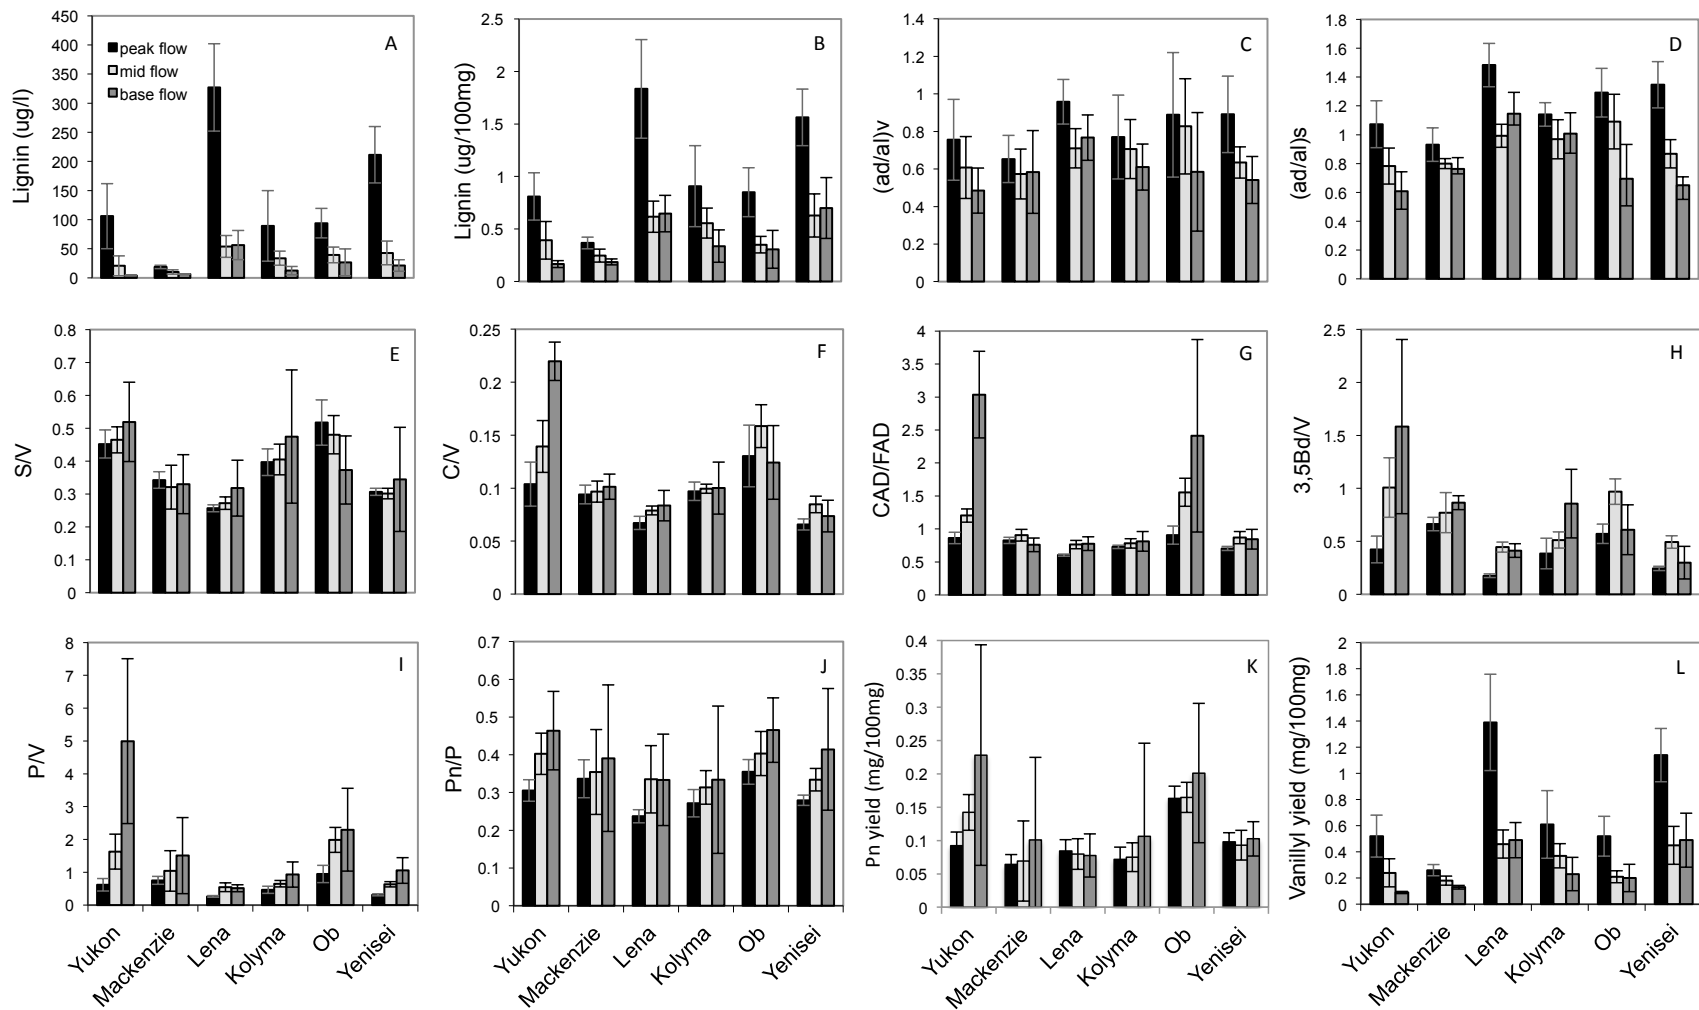 A
Lignin (ug/l)
450
400
350
300
250
200
150
100
50
0
peak flow
mid flow
base flow
B
Lignin (ug/100mg)
2.5
2
1.5
1
0.5
0
C
(ad/al)v
1.4
1.2
1
0.8
0.6
0.4
0.2
0
D
(ad/al)s
1.8
1.6
1.4
1.2
1
0.8
0.6
0.4
0.2
0
E
S/V
0.8
0.7
0.6
0.5
0.4
0.3
0.2
0.1
0
F
C/V
0.25
0.2
0.15
0.1
0.05
0
G
CAD/FAD
4
3.5
3
2.5
2
1.5
1
0.5
0
H
3,5Bd/V
2.5
2
1.5
1
0.5
0
I
P/V
8
7
6
5
4
3
2
1
0
Yukon
Mackenzie
Lena
Kolyma
Ob
Yenisei
J
Pn/P
0.7
0.6
0.5
0.4
0.3
0.2
0.1
0
Yukon
Mackenzie
Lena
Kolyma
Ob
Yenisei
K
Pn yield (mg/100mg)
0.4
0.35
0.3
0.25
0.2
0.15
0.1
0.05
0
Yukon
Mackenzie
Lena
Kolyma
Ob
Yenisei
L
Vanillyl yield (mg/100mg)
2
1.8
1.6
1.4
1.2
1
0.8
0.6
0.4
0.2
0
Yukon
Mackenzie
Lena
Kolyma
Ob
Yenisei